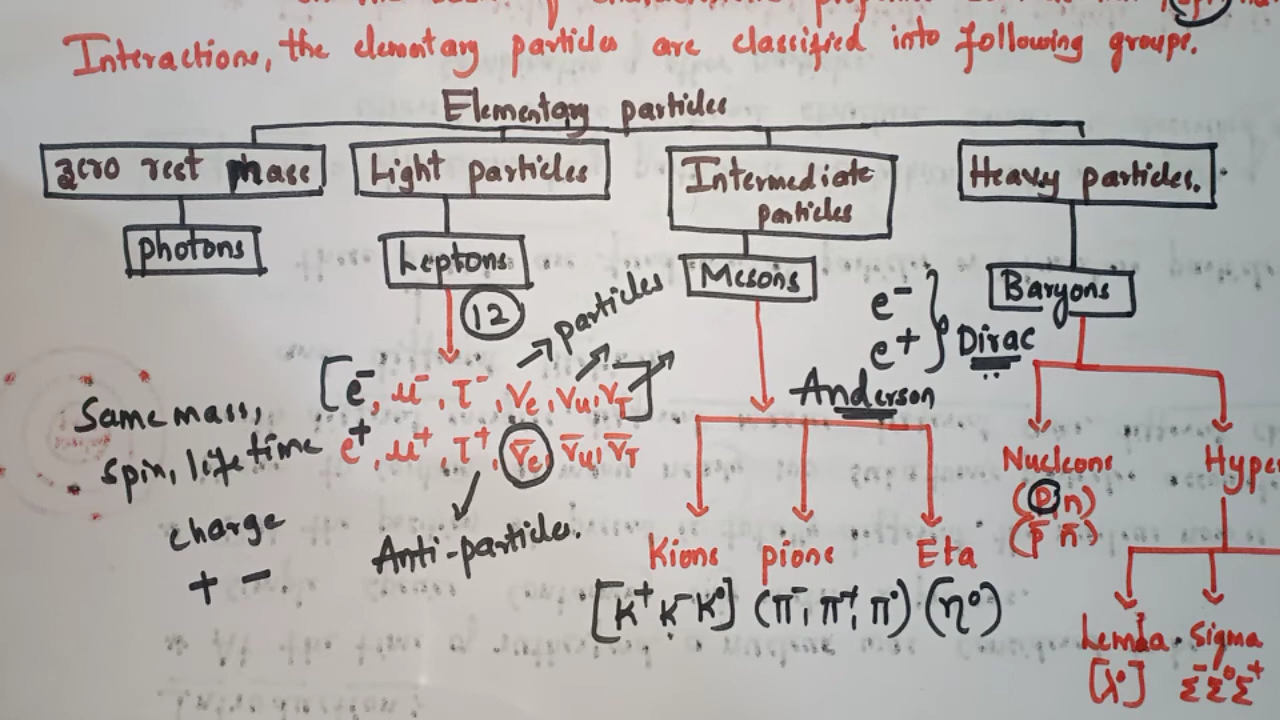 Interactions, the elementary particles are classified into following groups.
Elementary particles
zero rest mass
Light particles
Intermediate particles
Heavy particles.
photons
Leptons
Mesons
Baryons
12
particles
e⁻
e⁺
Dirac
Anderson
[e⁻, μ⁻, τ⁻, νe, νu, ντ]
e⁺, μ⁺, τ⁺, ν̄e, ν̄u, ν̄τ
Same mass,
spin, life time
charge
+ −
Anti-particles.
Kions
pions
Eta
[K⁺ K⁻ K⁰]
(π⁻, π⁺, π⁰)
(η⁰)
Nucleons
(p, n)
(p̄ n̄)
Hype
Lemda
Sigma
[λ⁰]
Σ⁻ Σ⁰ Σ⁺